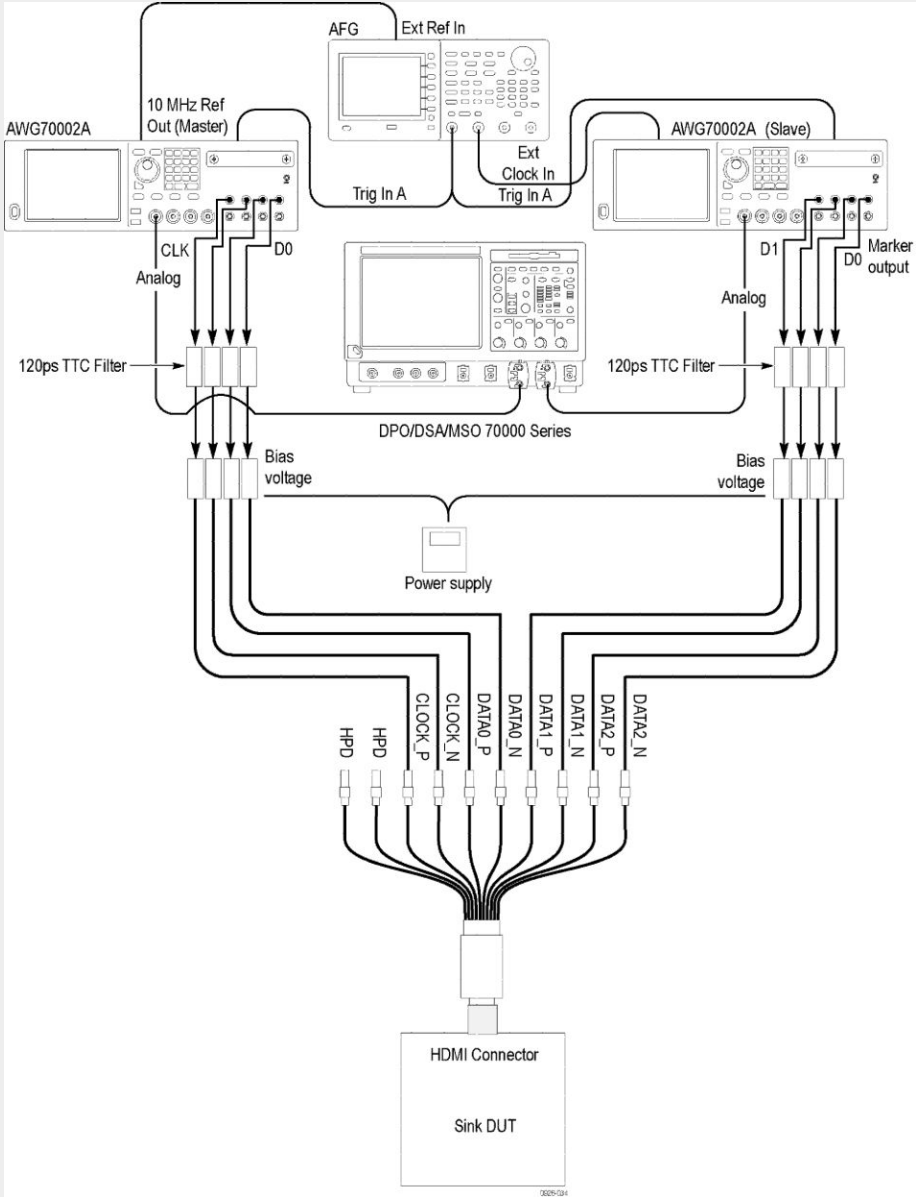 AFG
Ext Ref In
10 MHz Ref
Out (Master)
AWG70002A
AWG70002A (Slave)
Ext
Clock In
Trig In A
Trig In A
CLK
D0
D1
D0
Marker
output
Analog
Analog
120ps TTC Filter
120ps TTC Filter
DPO/DSA/MSO 70000 Series
Bias
voltage
Bias
voltage
Power supply
HPD
HPD
CLOCK_P
CLOCK_N
DATA0_P
DATA0_N
DATA1_P
DATA1_N
DATA2_P
DATA2_N
HDMI Connector
Sink DUT